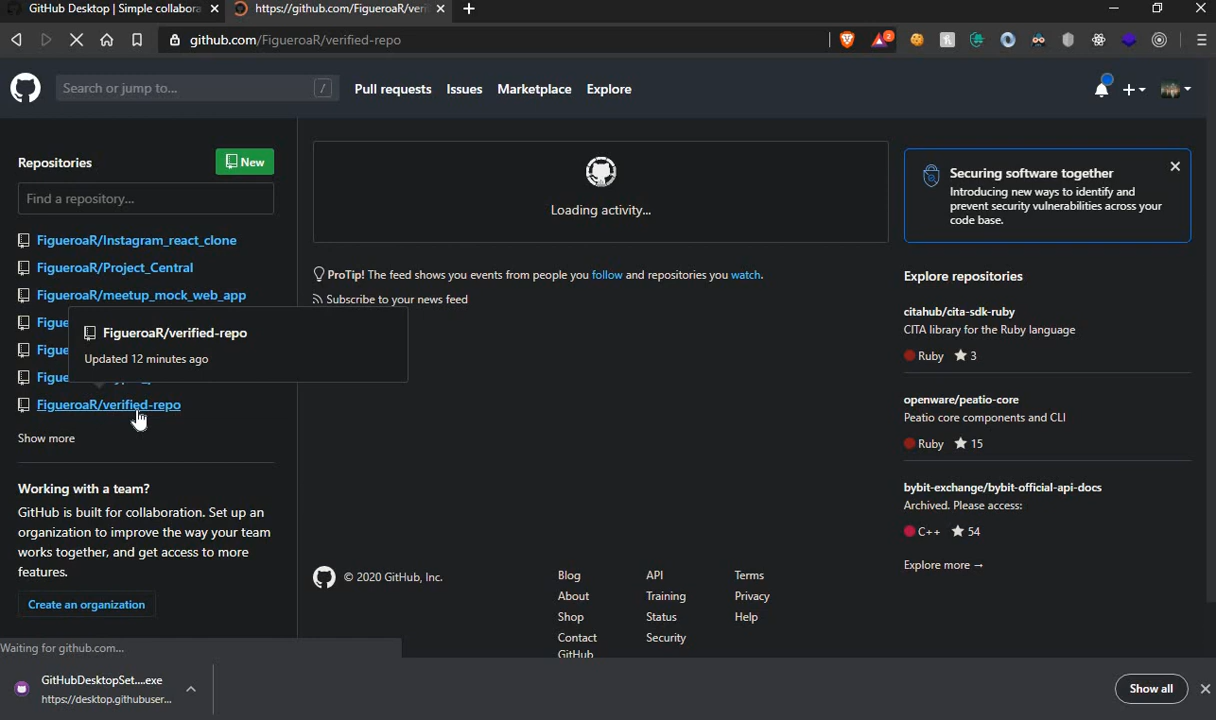 GitHub Desktop | Simple collabora
https://github.com/FigueroaR/veri
github.com/FigueroaR/verified-repo
2
Search or jump to...
/
Pull requests
Issues
Marketplace
Explore
Repositories
New
Find a repository...
FigueroaR/Instagram_react_clone
FigueroaR/Project_Central
FigueroaR/meetup_mock_web_app
Figue
Figue
Figue
FigueroaR/verified-repo
Updated 12 minutes ago
FigueroaR/verified-repo
Show more
Working with a team?
GitHub is built for collaboration. Set up an
organization to improve the way your team
works together, and get access to more
features.
Create an organization
Loading activity...
ProTip! The feed shows you events from people you follow and repositories you watch.
Subscribe to your news feed
Securing software together
Introducing new ways to identify and
prevent security vulnerabilities across your
code base.
Explore repositories
citahub/cita-sdk-ruby
CITA library for the Ruby language
Ruby 3
openware/peatio-core
Peatio core components and CLI
Ruby 15
bybit-exchange/bybit-official-api-docs
Archived. Please access:
C++ 54
Explore more →
© 2020 GitHub, Inc.
Blog
About
Shop
Contact
GitHub
API
Training
Status
Security
Terms
Privacy
Help
Waiting for github.com...
GitHubDesktopSet....exe
https://desktop.githubuser...
Show all